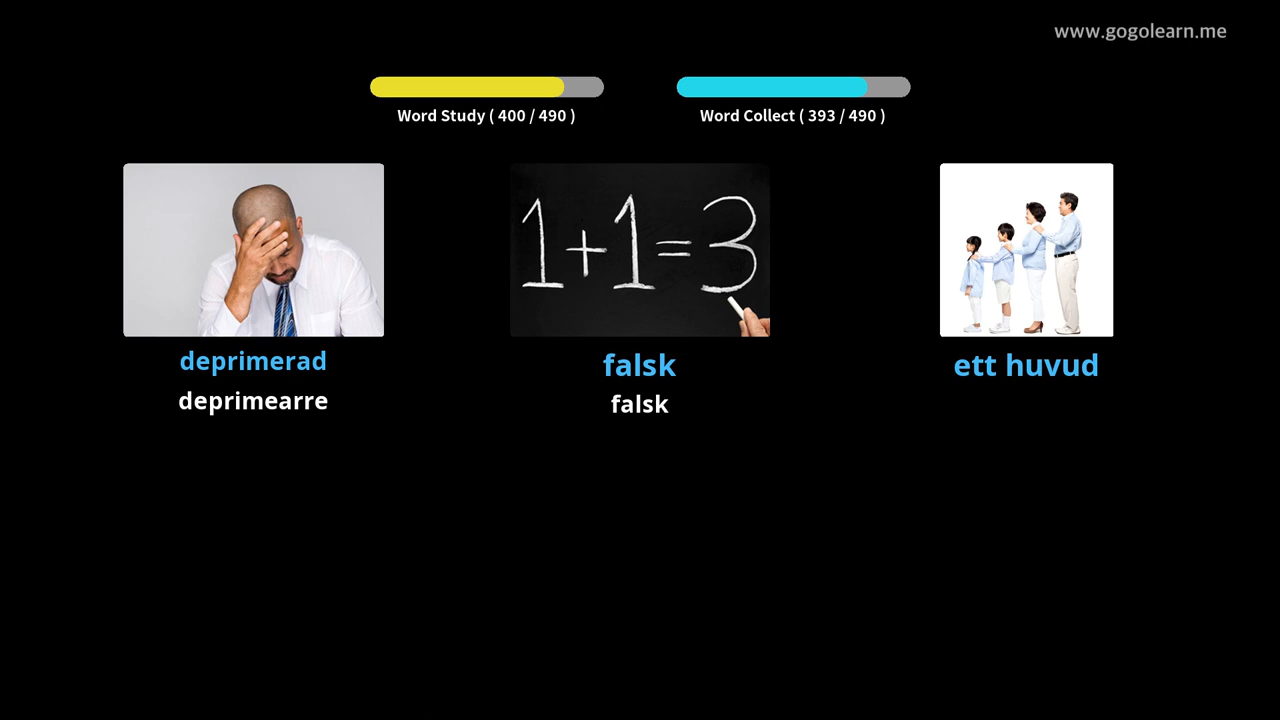 www.gogolearn.me
Word Study ( 400 / 490 )
Word Collect ( 393 / 490 )
1+1=3
deprimerad
falsk
ett huvud
deprimearre
falsk